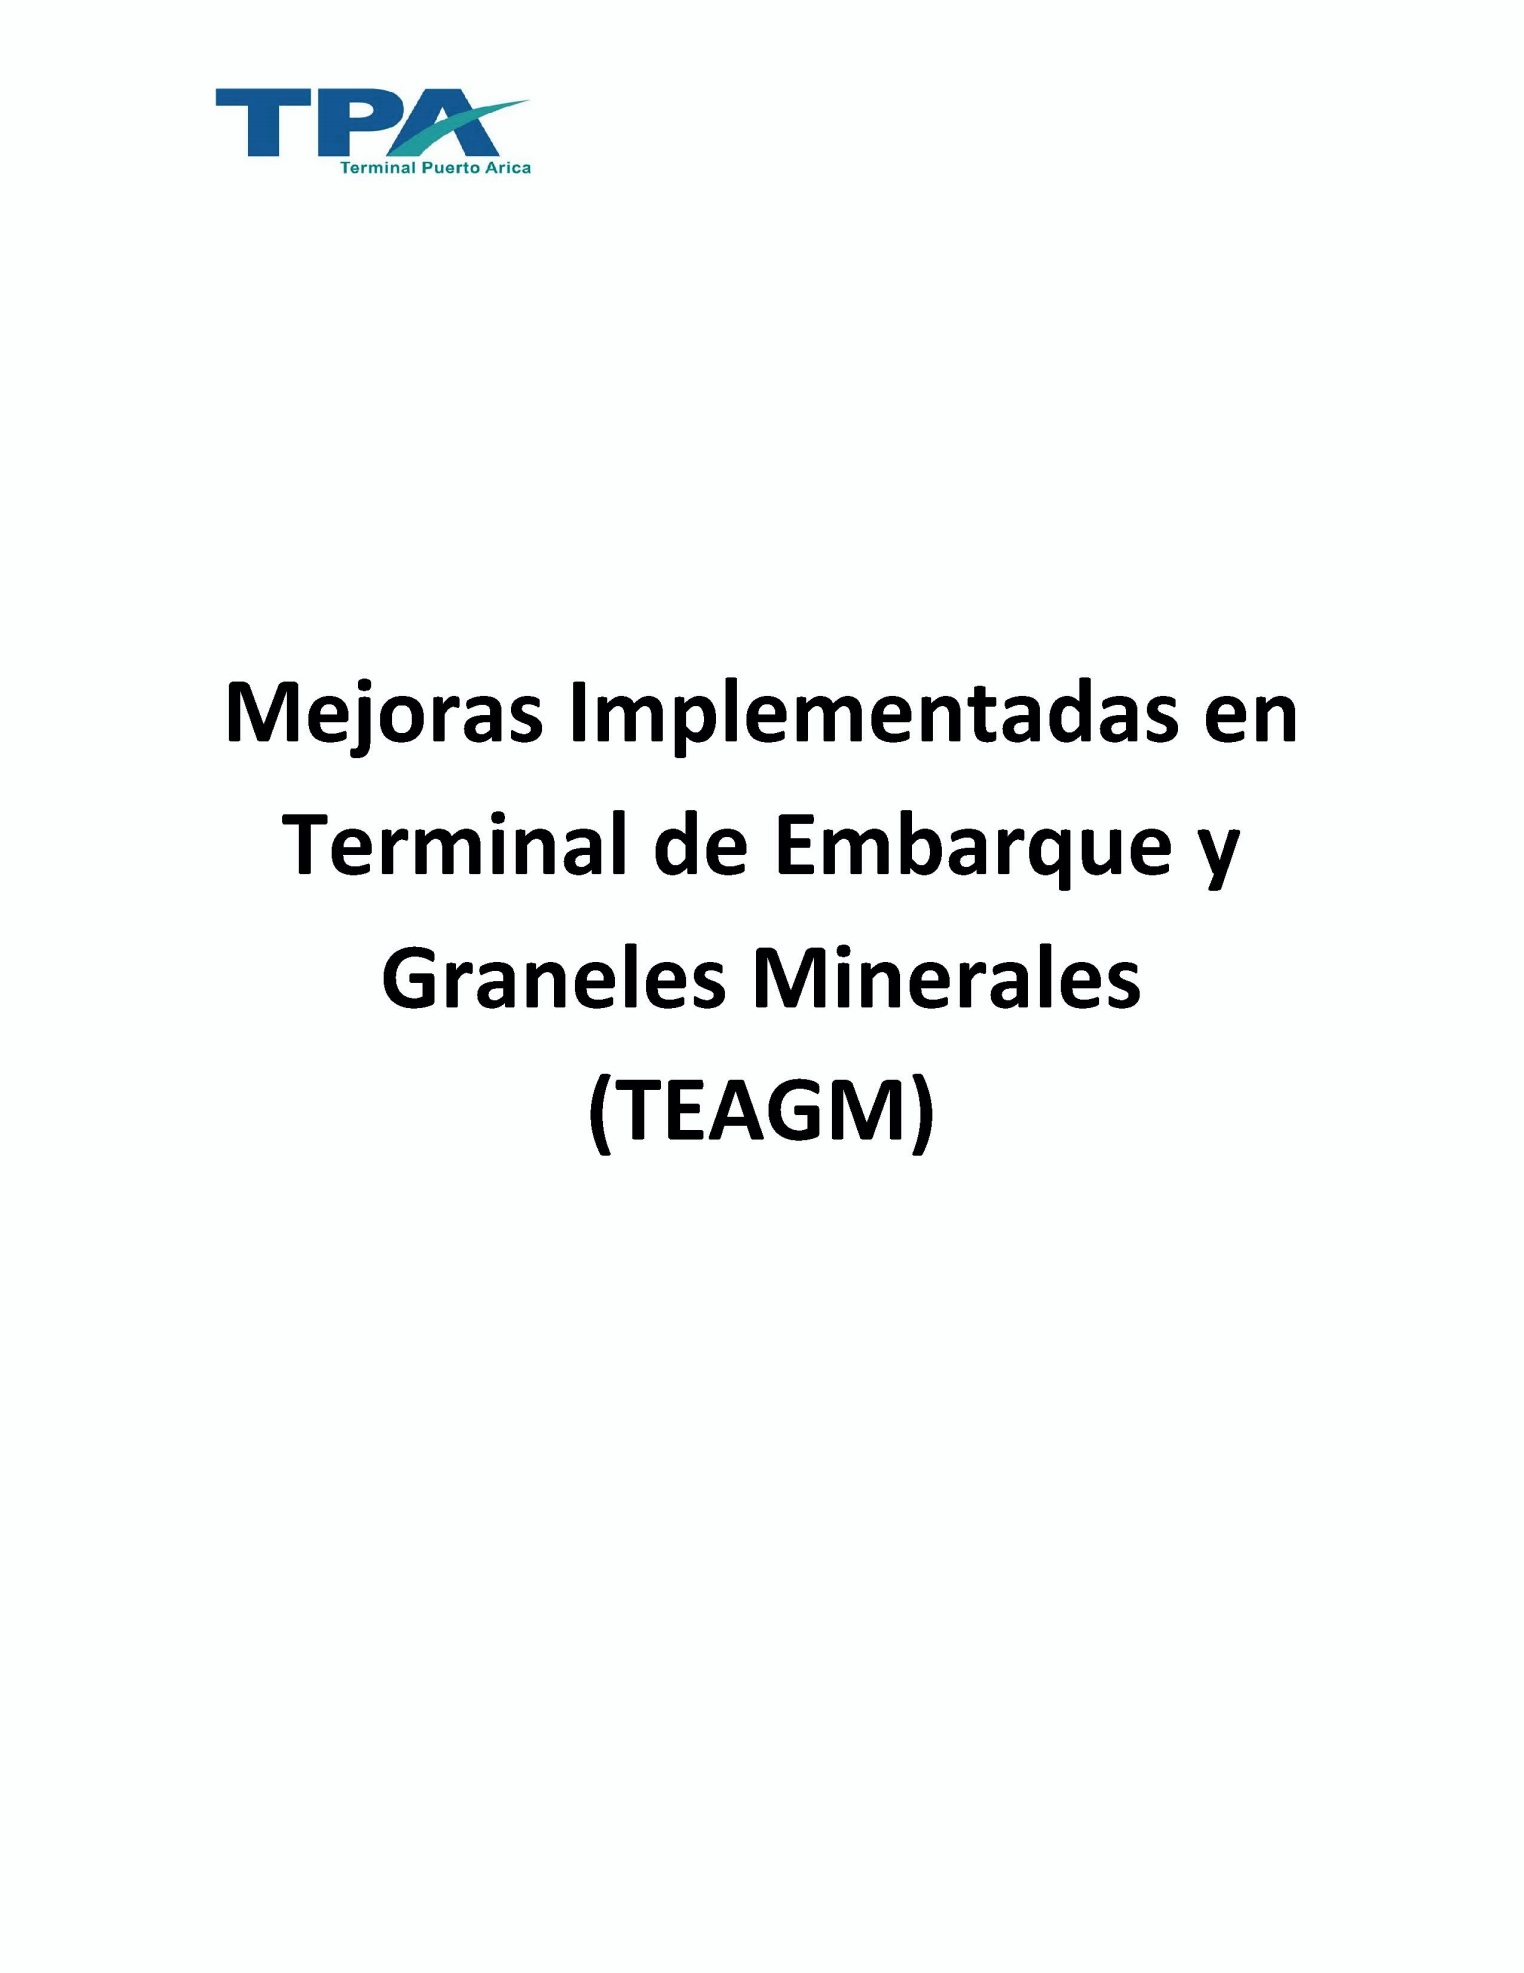 TPA
Terminal Puerto Arica
Mejoras Implementadas en
Terminal de Embarque y
Graneles Minerales
(TEAGM)